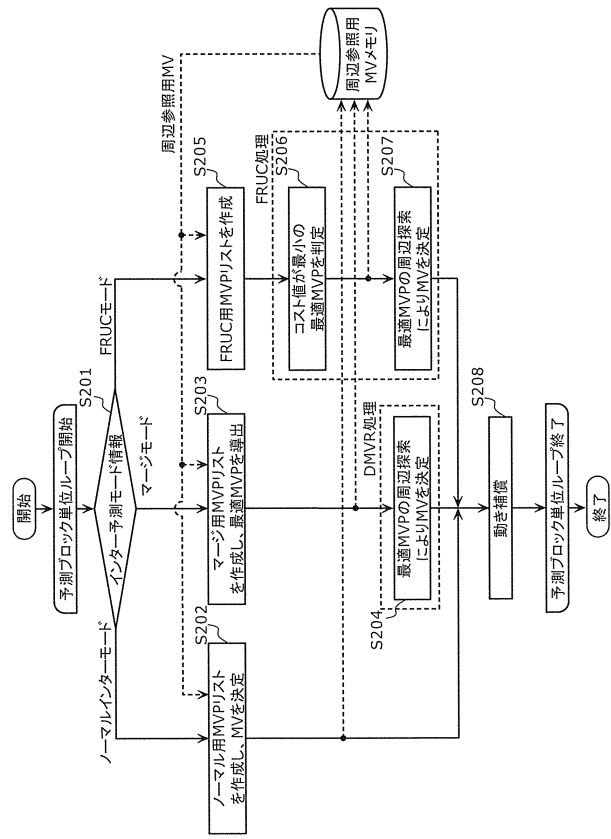 開始
予測ブロック単位ループ開始
S201
インター予測モード情報
ノーマルインターモード
マージモード
FRUCモード
周辺参照用MV
S202
ノーマル用MVPリスト
を作成し、MVを決定
S203
マージ用MVPリスト
を作成し、最適MVPを導出
S205
FRUC用MVPリストを作成
FRUC処理
S206
コスト値が最小の
最適MVPを判定
周辺参照用
MVメモリ
DMVR処理
S204
最適MVPの周辺探索
によりMVを決定
S207
最適MVPの周辺探索
によりMVを決定
S208
動き補償
予測ブロック単位ループ終了
終了